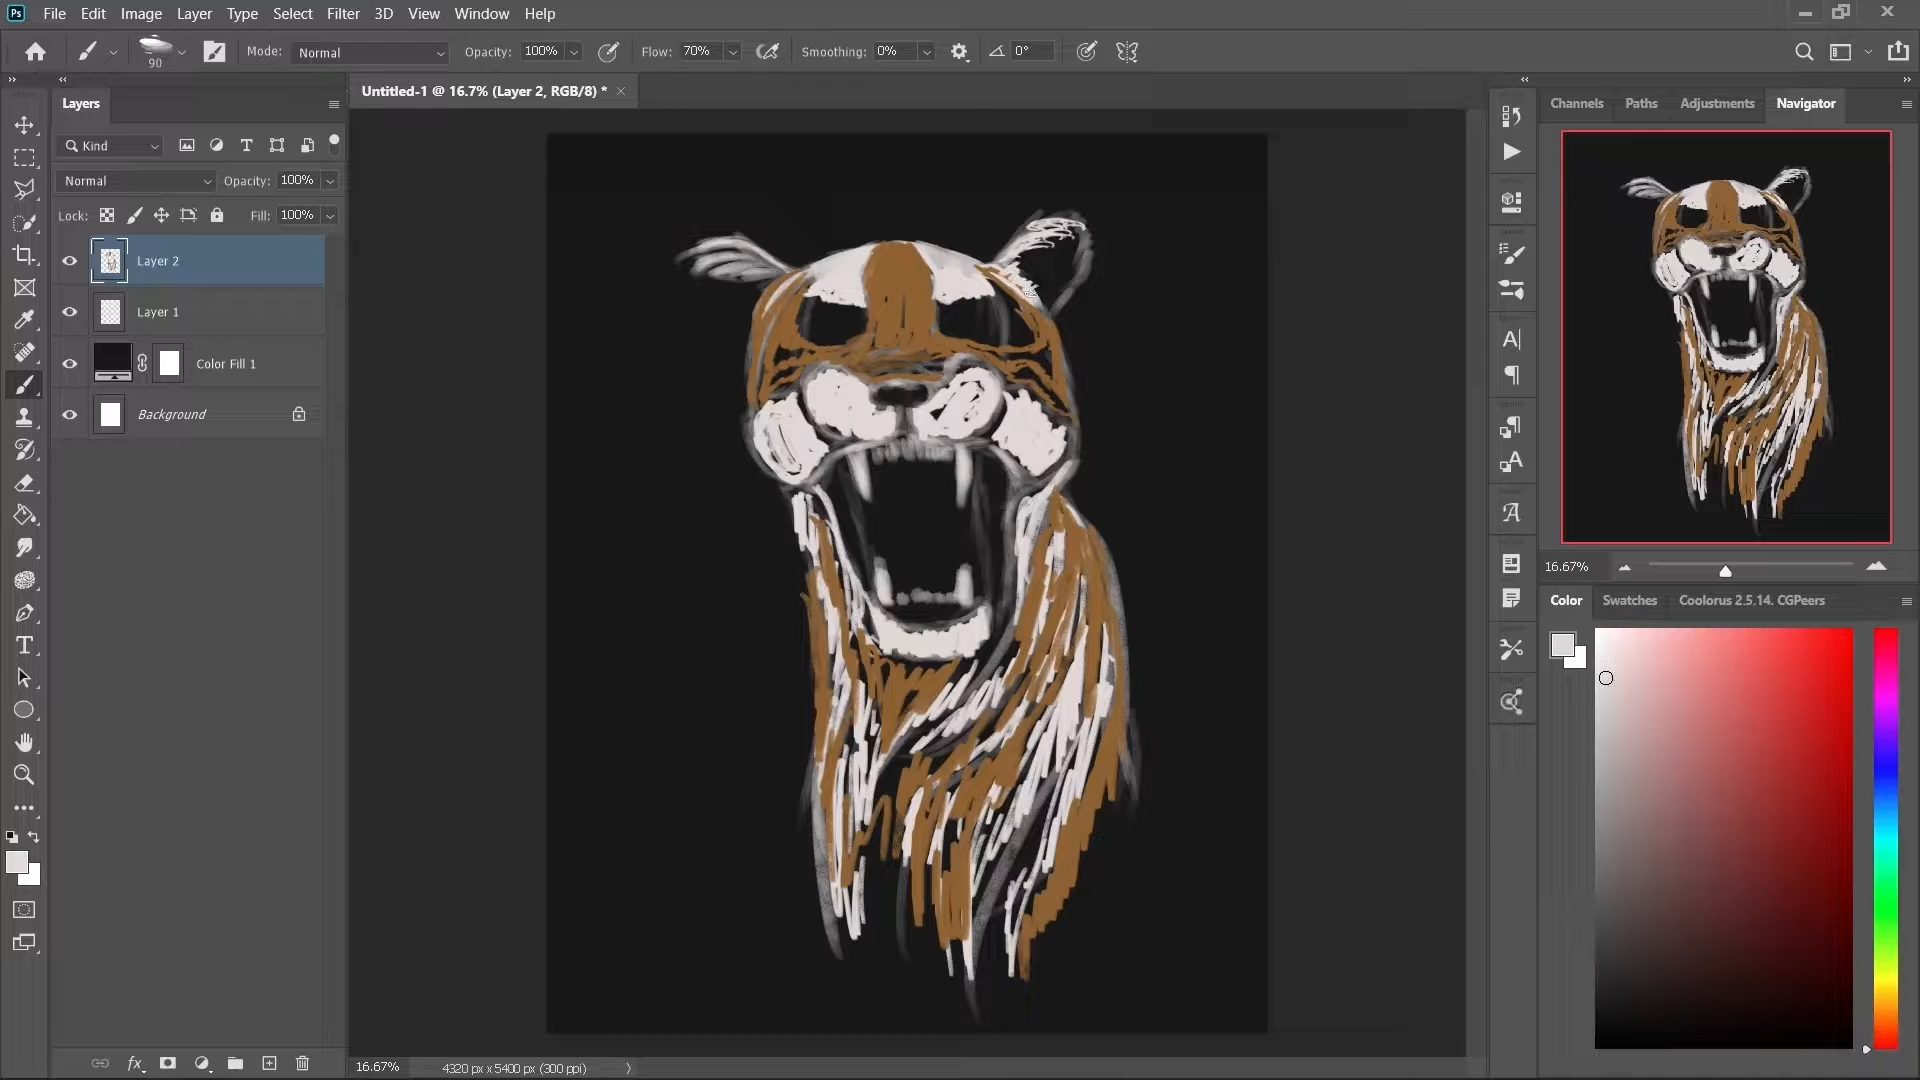 Ps File Edit Image Layer Type Select Filter 3D View Window Help
90 Mode: Normal Opacity: 100% Flow: 70% Smoothing: 0% 0°
Layers
Untitled-1 @ 16.7% (Layer 2, RGB/8) *
Channels Paths Adjustments Navigator
Kind
Normal Opacity: 100%
Lock: Fill: 100%
Layer 2
Layer 1
Color Fill 1
Background
16.67%
Color Swatches Coolorus 2.5.14. CGPeers
fx
16.67% 4320 px x 5400 px (300 ppi)